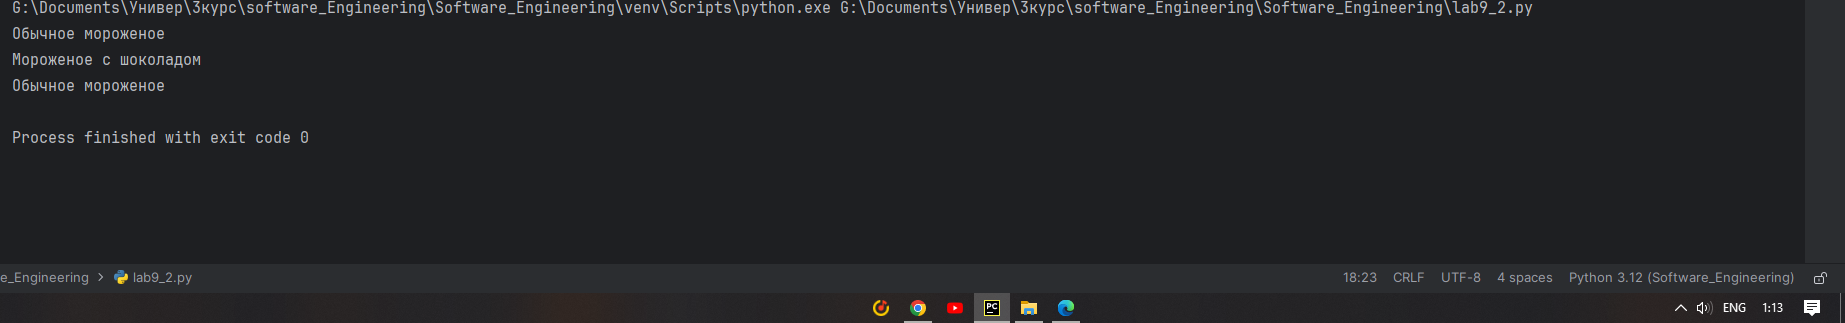 G:\Documents\Универ\3курс\software_Engineering\Software_Engineering\venv\Scripts\python.exe G:\Documents\Универ\3курс\software_Engineering\Software_Engineering\lab9_2.py
Обычное мороженое
Мороженое с шоколадом
Обычное мороженое
Process finished with exit code 0
e_Engineering > lab9_2.py 18:23 CRLF UTF-8 4 spaces Python 3.12 (Software_Engineering)
PC ENG 1:13